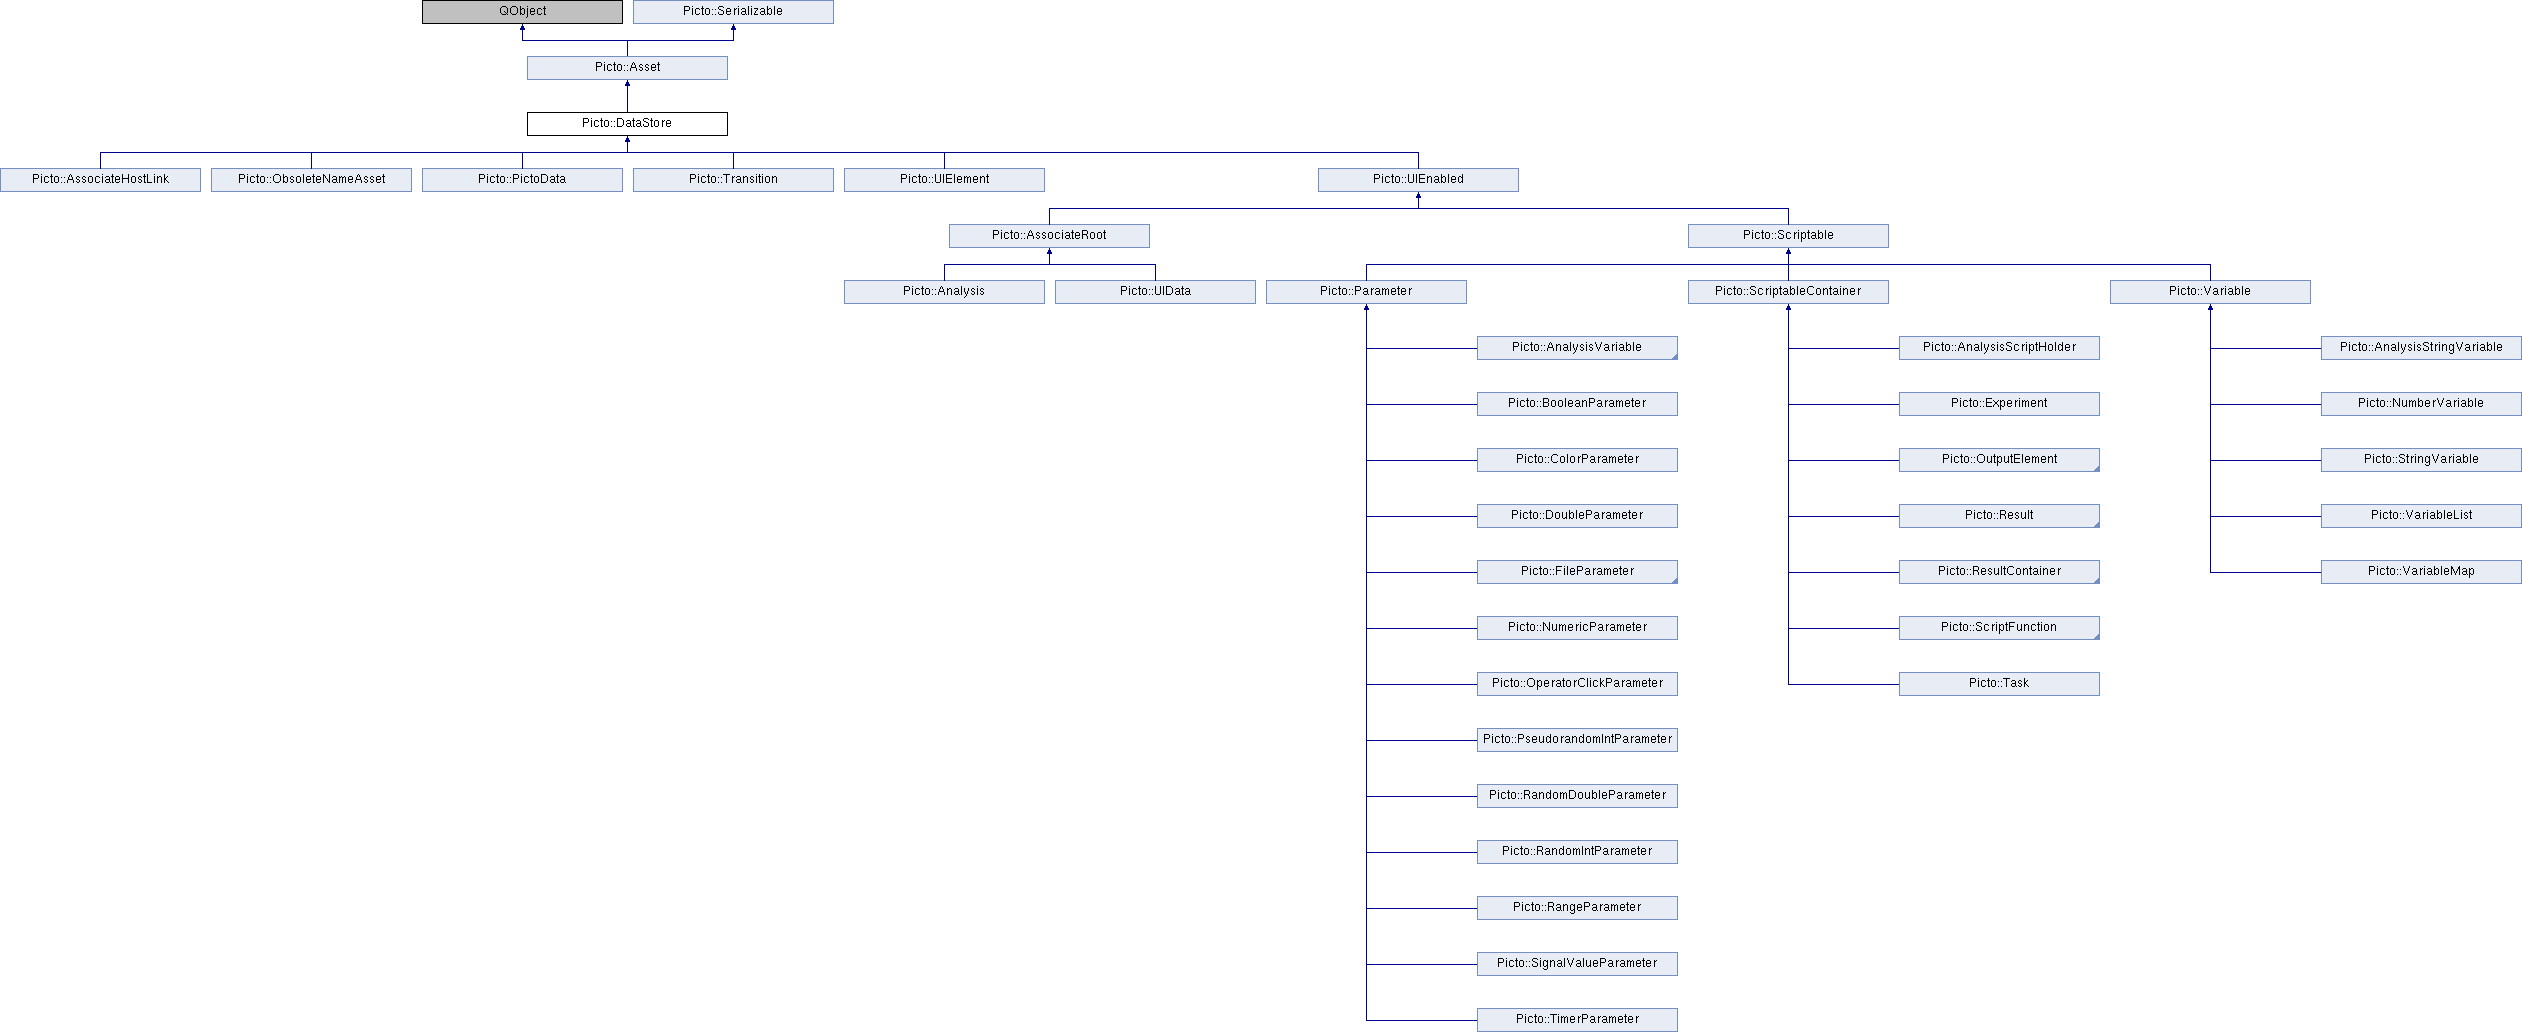 QObject
Picto::Serializable
Picto::Asset
Picto::DataStore
Picto::AssociateHostLink
Picto::ObsoleteNameAsset
Picto::PictoData
Picto::Transition
Picto::UIElement
Picto::UIEnabled
Picto::AssociateRoot
Picto::Scriptable
Picto::Analysis
Picto::UIData
Picto::Parameter
Picto::ScriptableContainer
Picto::Variable
Picto::AnalysisVariable
Picto::AnalysisScriptHolder
Picto::AnalysisStringVariable
Picto::BooleanParameter
Picto::Experiment
Picto::NumberVariable
Picto::ColorParameter
Picto::OutputElement
Picto::StringVariable
Picto::DoubleParameter
Picto::Result
Picto::VariableList
Picto::FileParameter
Picto::ResultContainer
Picto::VariableMap
Picto::NumericParameter
Picto::ScriptFunction
Picto::OperatorClickParameter
Picto::Task
Picto::PseudorandomIntParameter
Picto::RandomDoubleParameter
Picto::RandomIntParameter
Picto::RangeParameter
Picto::SignalValueParameter
Picto::TimerParameter